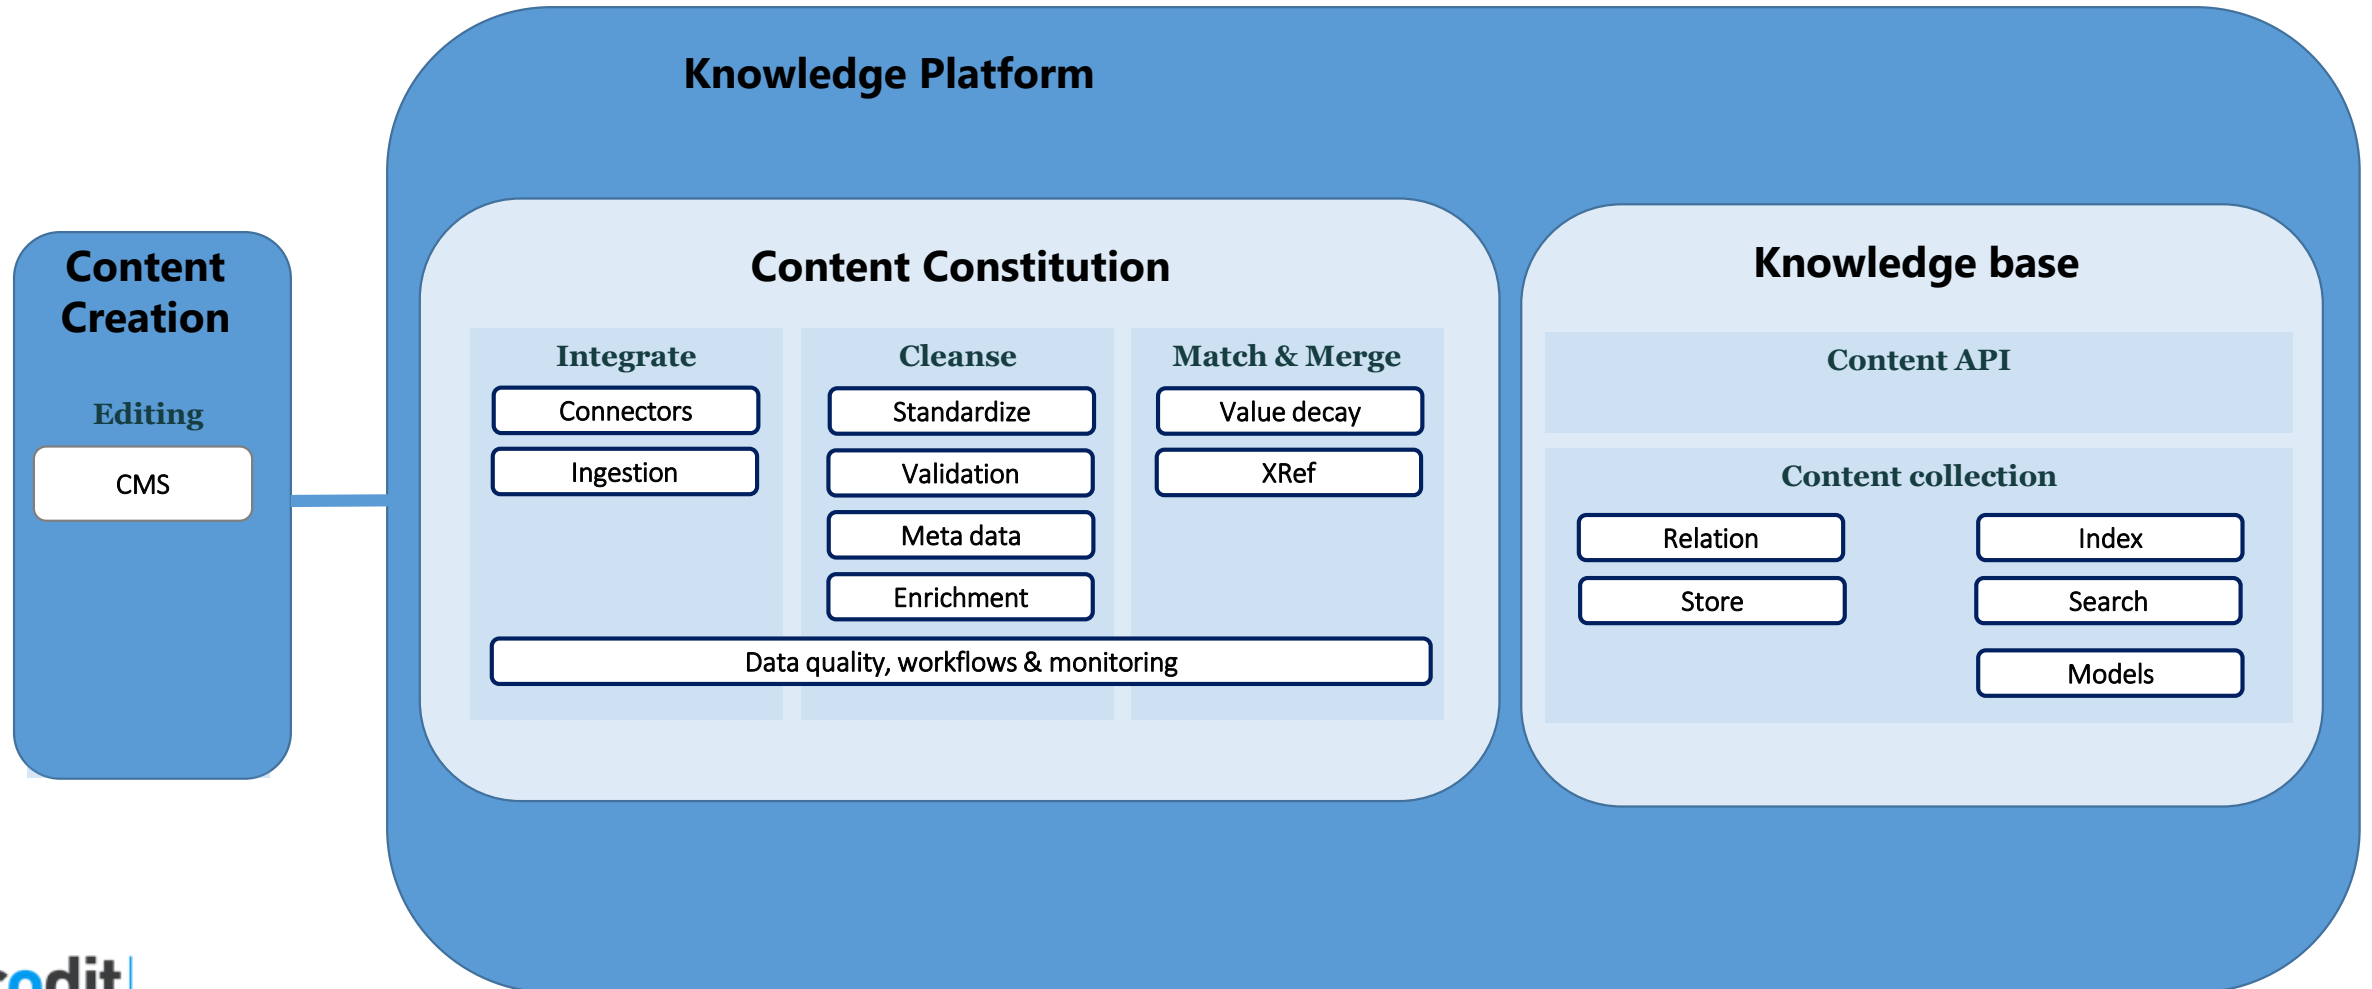 Knowledge Platform
Content
Creation
Editing
CMS
Content Constitution
Integrate
Connectors
Ingestion
Cleanse
Standardize
Validation
Meta data
Enrichment
Match & Merge
Value decay
XRef
Data quality, workflows & monitoring
Knowledge base
Content API
Content collection
Relation
Store
Index
Search
Models